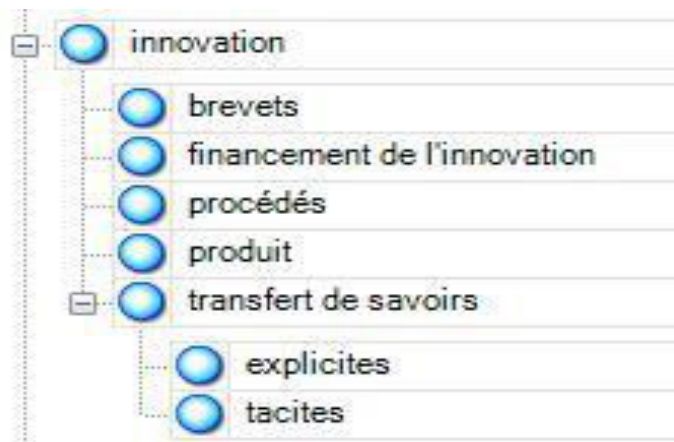 innovation
brevets
financement de l'innovation
procédés
produit
transfert de savoirs
explicites
tacites